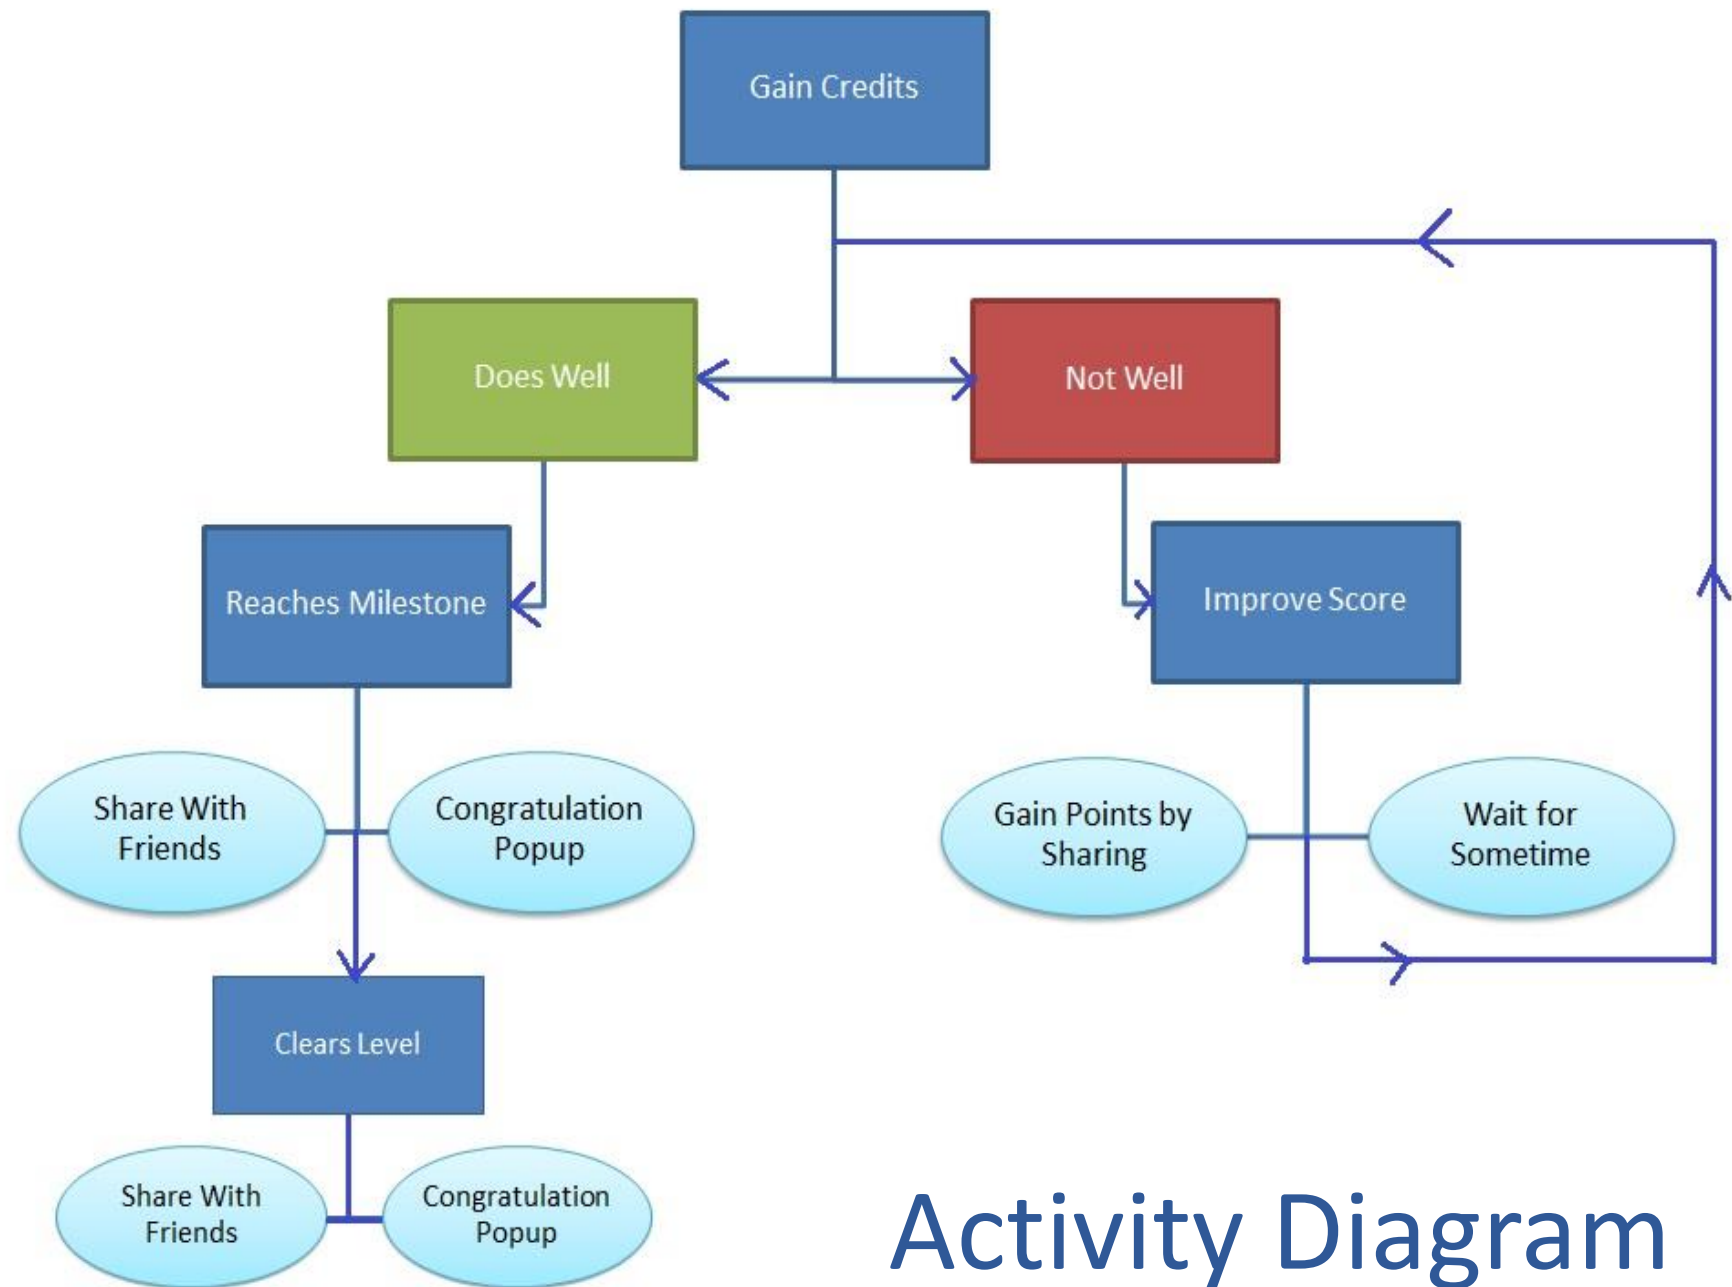 Gain Credits
Does Well
Not Well
Reaches Milestone
Improve Score
Share With
Friends
Congratulation
Popup
Gain Points by
Sharing
Wait for
Sometime
Clears Level
Share With
Friends
Congratulation
Popup
Activity Diagram